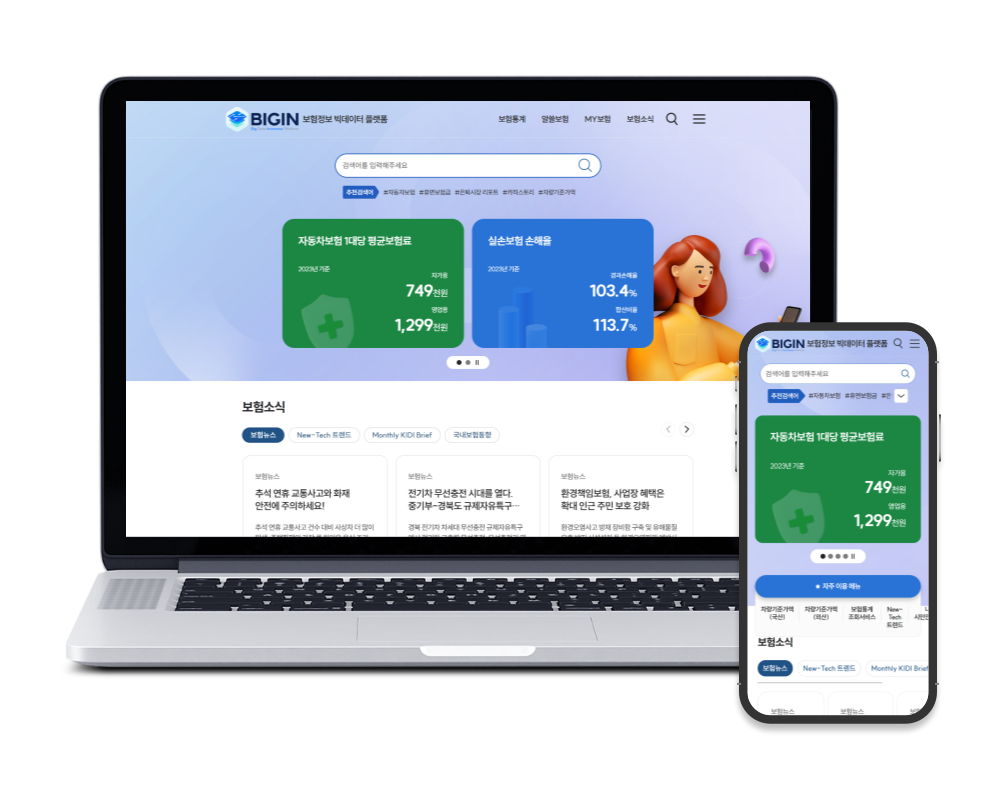 BIGIN 보험정보 빅데이터 플랫폼
보험통계 알쓸보험 MY보험 보험소식
검색어를 입력해주세요
추천검색어 #자동차보험 #휴면보험금 #은퇴시장 리포트 #카히스토리 #차량기준가액
자동차보험 1대당 평균보험료
2023년 기준
자가용
749천원
영업용
1,299천원
실손보험 손해율
2023년 기준
경과손해율
103.4%
합산비율
113.7%
보험소식
보험뉴스 New-Tech 트렌드 Monthly KIDI Brief 국내보험동향
보험뉴스
추석 연휴 교통사고와 화재
안전에 주의하세요!
추석 연휴 교통사고 건수 대비 사상자 더 많이
보험뉴스
전기차 무선충전 시대를 열다.
중기부-경북도 규제자유특구…
경북 전기차 차세대 무선충전 규제자유특구
보험뉴스
환경책임보험, 사업장 혜택은
확대 인근 주민 보호 강화
환경오염사고 방재 장비함 구축 및 유해물질
BIGIN 보험정보 빅데이터 플랫폼
검색어를 입력해주세요
추천검색어 #자동차보험 #휴면보험금 #은
자동차보험 1대당 평균보험료
2023년 기준
자가용
749천원
영업용
1,299천원
★ 자주 이용 메뉴
차량기준가액
(국산)
차량기준가액
(외산)
보험통계
조회서비스
New-
Tech
트렌드
보험소식
보험뉴스 New-Tech 트렌드 Monthly KIDI Brief
보험뉴스 보험뉴스